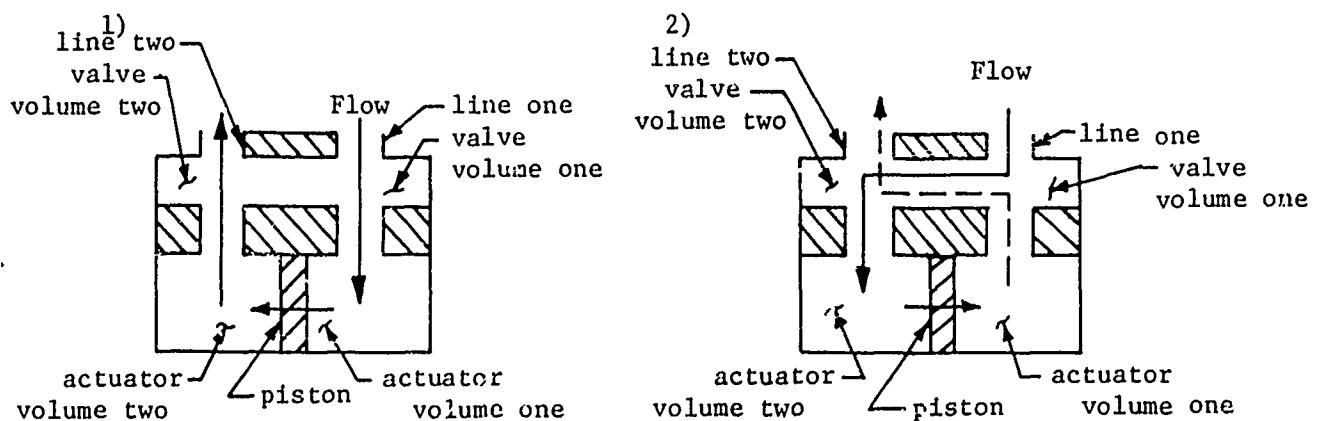 1)
line two
valve
volume two
Flow
line one
valve
volume one
actuator
volume two
piston
actuator
volume one
2)
line two
valve
volume two
Flow
line one
valve
volume one
actuator
volume two
piston
actuator
volume one